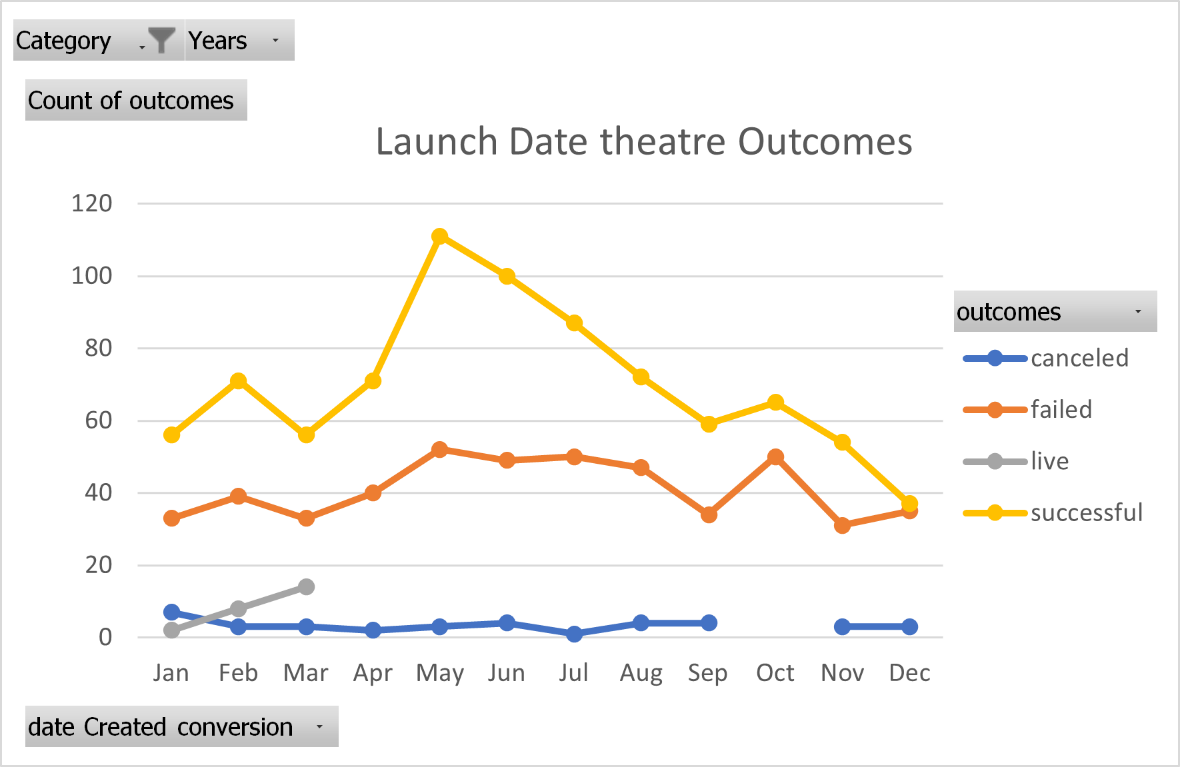 Category Years
Count of outcomes
Launch Date theatre Outcomes
120
100
80
60
40
20
0
Jan Feb Mar Apr May Jun Jul Aug Sep Oct Nov Dec
outcomes
canceled
failed
live
successful
date Created conversion